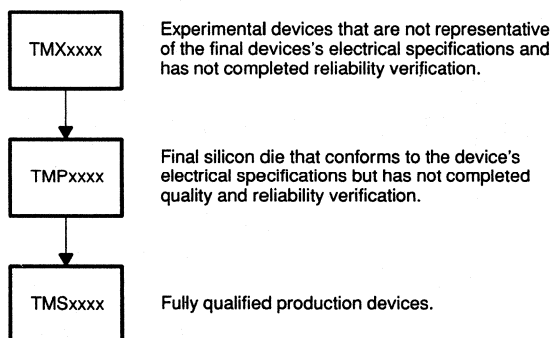 TMXxxxx
Experimental devices that are not representative
of the final devices's electrical specifications and
has not completed reliability verification.
TMPxxxx
Final silicon die that conforms to the device's
electrical specifications but has not completed
quality and reliability verification.
TMSxxxx
Fully qualified production devices.